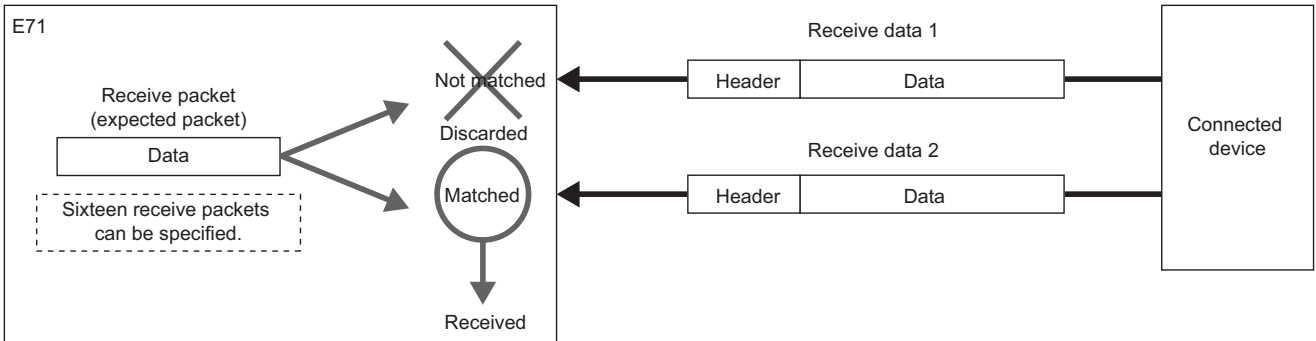 E71
Receive packet
(expected packet)
Data
Sixteen receive packets
can be specified.
Not matched
Discarded
Matched
Received
Receive data 1
Header
Data
Receive data 2
Header
Data
Connected
device